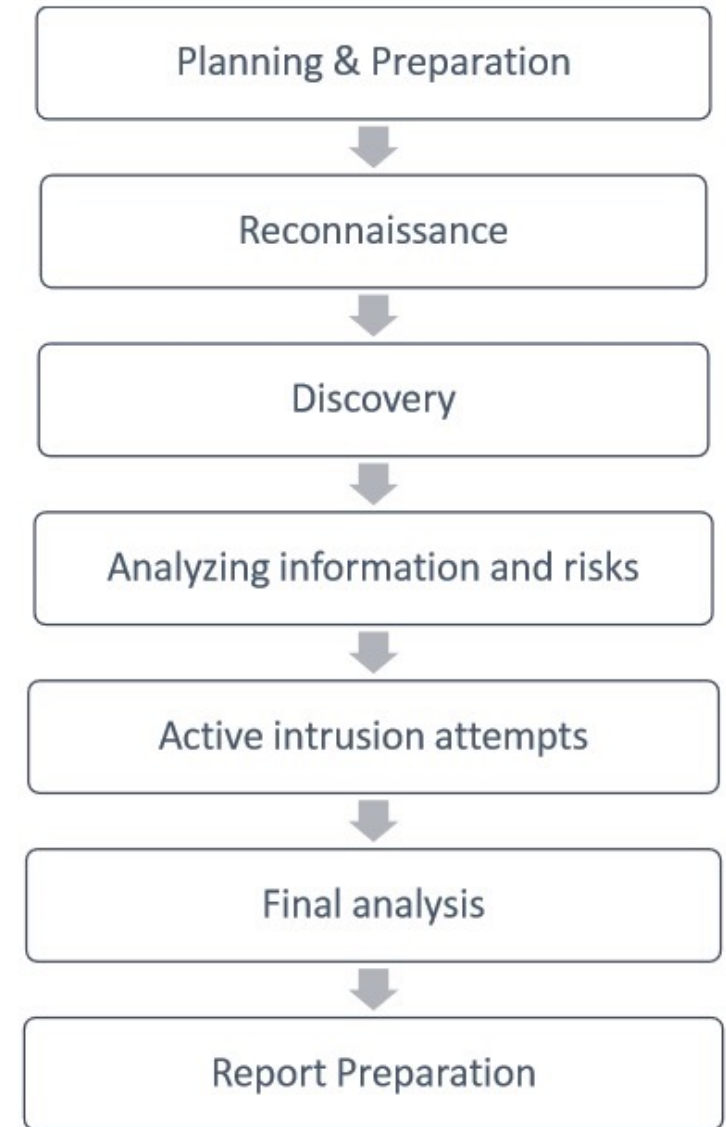 Planning & Preparation
Reconnaissance
Discovery
Analyzing information and risks
Active intrusion attempts
Final analysis
Report Preparation